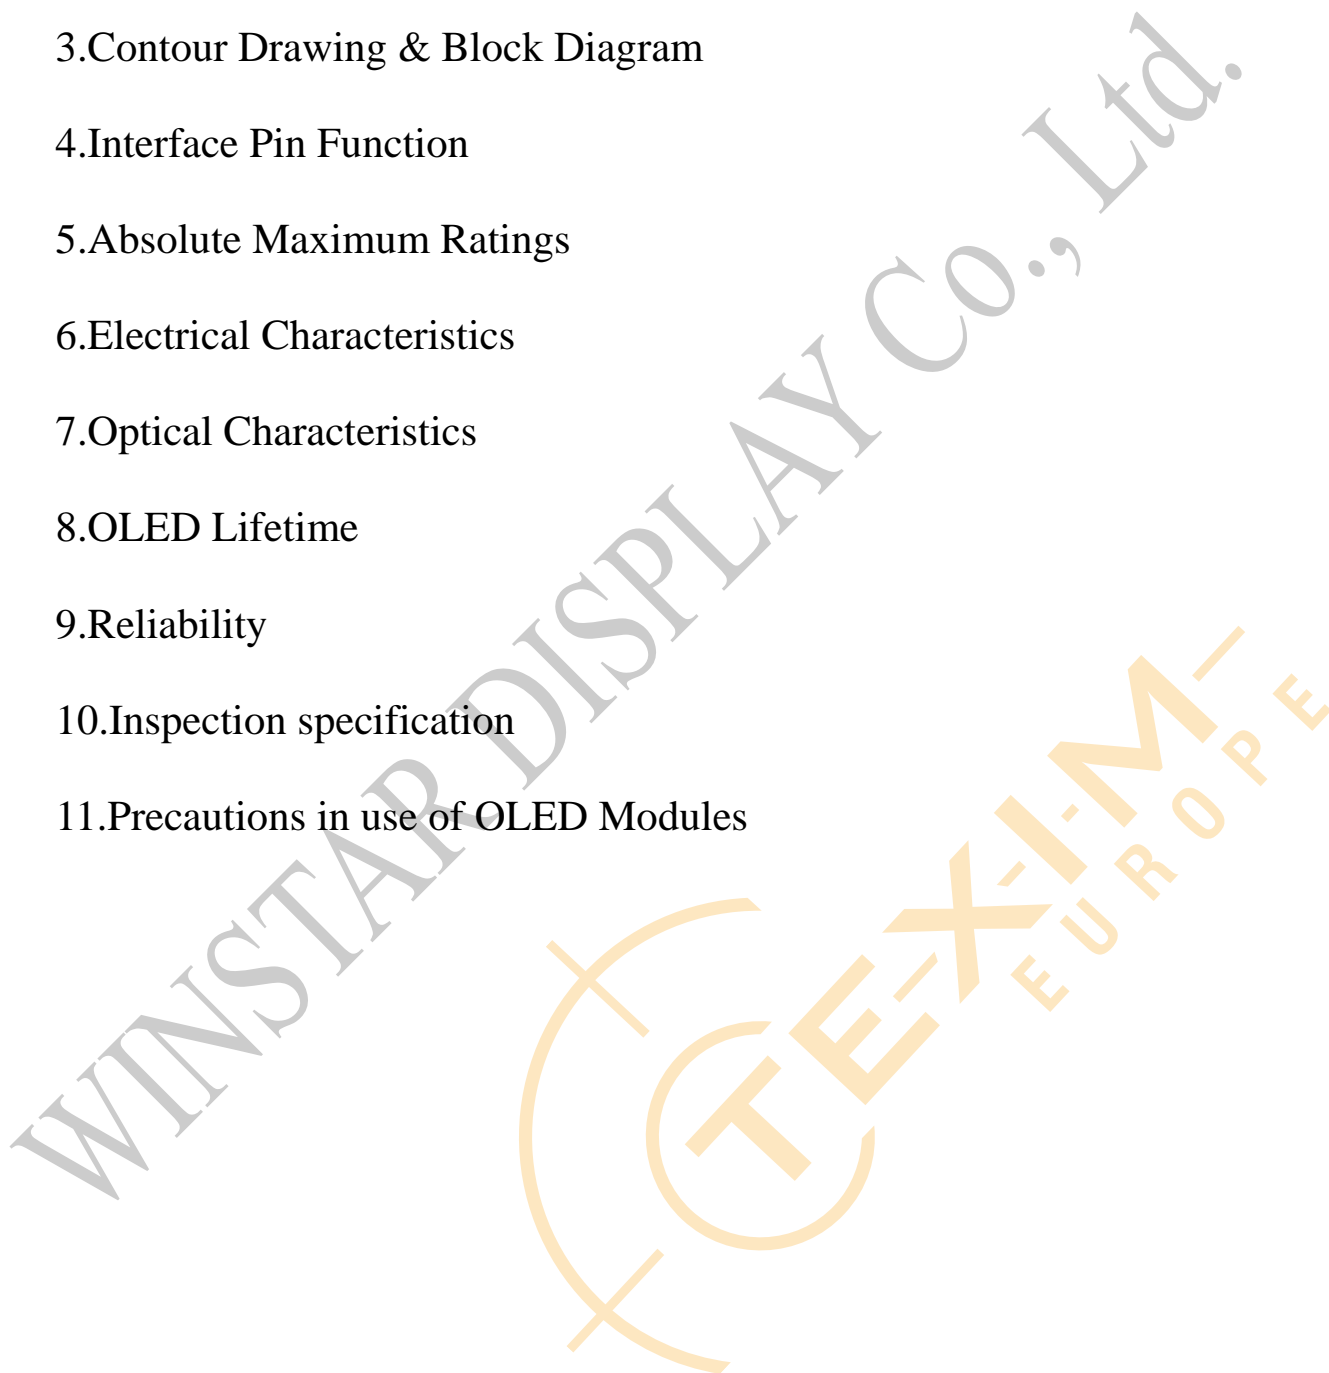 3.Contour Drawing & Block Diagram
4.Interface Pin Function
5.Absolute Maximum Ratings
6.Electrical Characteristics
7.Optical Characteristics
8.OLED Lifetime
9.Reliability
10.Inspection specification
11.Precautions in use of OLED Modules
WINSTAR DISPLAY Co., Ltd.
TEXIM
EUROPE